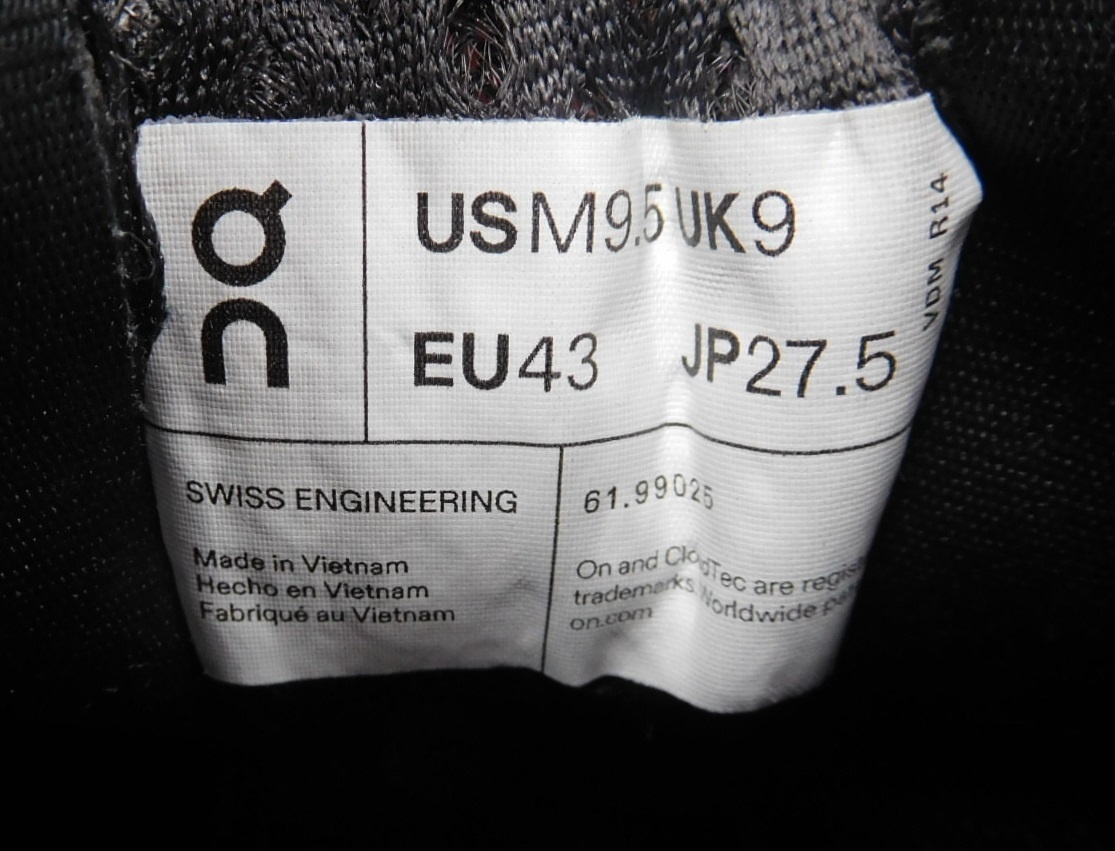 On
USM9.5 UK9
EU43 JP27.5
VDM R14
SWISS ENGINEERING
Made in Vietnam
Hecho en Vietnam
Fabriqué au Vietnam
61.99025
On and CloudTec are
trademarks Worldwide
on.com